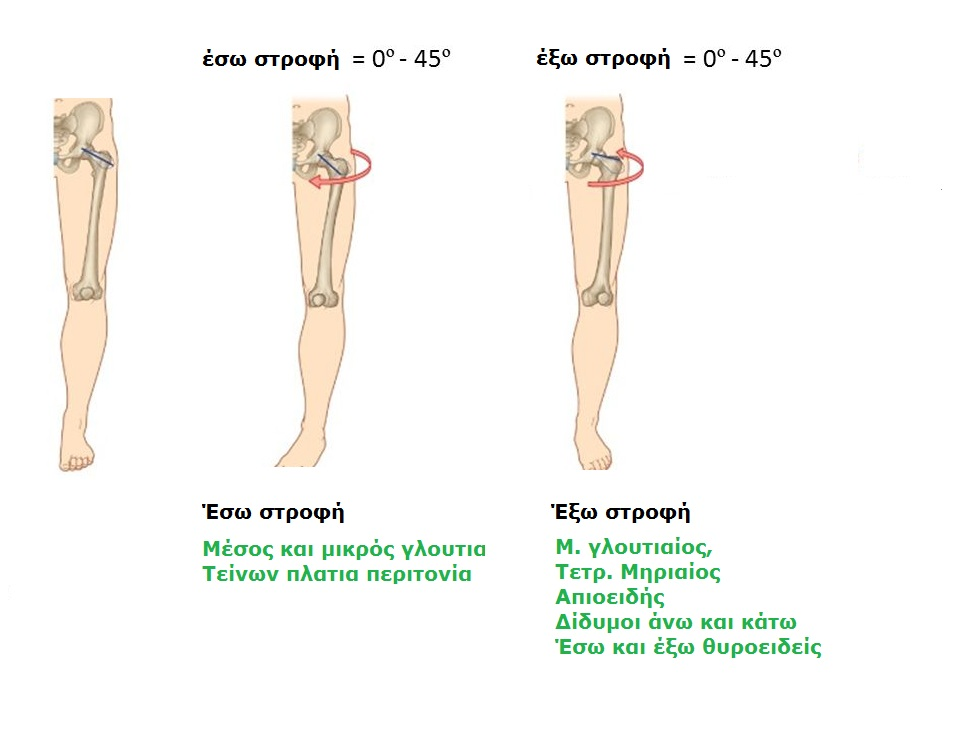 έσω στροφή = 0º - 45º
έξω στροφή = 0º - 45º
Έσω στροφή
Μέσος και μικρός γλουτια
Τείνων πλατια περιτονία
Έξω στροφή
Μ. γλουτιαίος,
Τετρ. Μηριαίος
Απιοειδής
Δίδυμοι άνω και κάτω
Έσω και έξω θυροειδείς